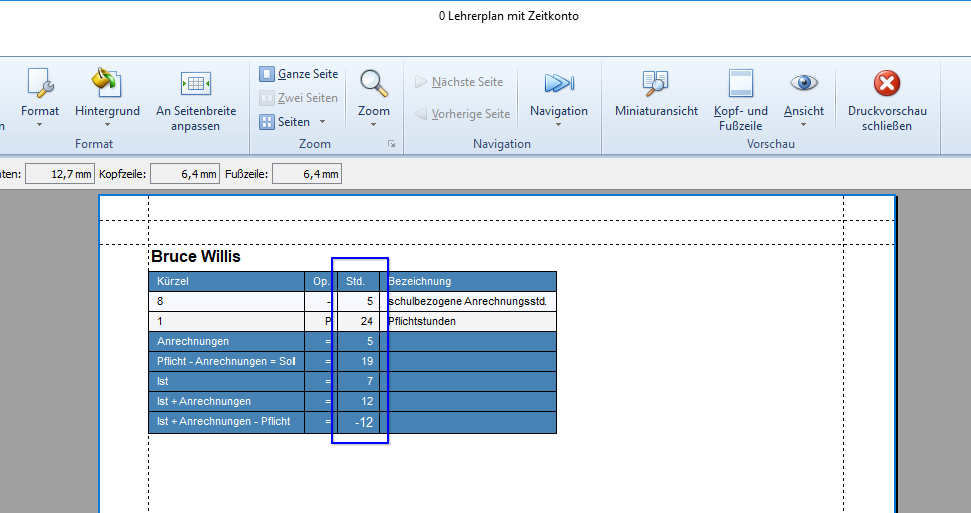 0 Lehrerplan mit Zeitkonto
Format
Hintergrund
An Seitenbreite
anpassen
Format
Ganze Seite
Zwei Seiten
Seiten
Zoom
Zoom
Nächste Seite
Vorherige Seite
Navigation
Navigation
Miniaturansicht
Kopf- und
Fußzeile
Ansicht
Vorschau
Druckvorschau
schließen
nten: 12,7 mm Kopfzeile: 6,4 mm Fußzeile: 6,4 mm
Bruce Willis
Kürzel Op. Std. Bezeichnung
8 - 5 schulbezogene Anrechnungsstd.
1 P 24 Pflichtstunden
Anrechnungen = 5
Pflicht - Anrechnungen = Sol = 19
Ist = 7
Ist + Anrechnungen = 12
Ist + Anrechnungen - Pflicht = -12